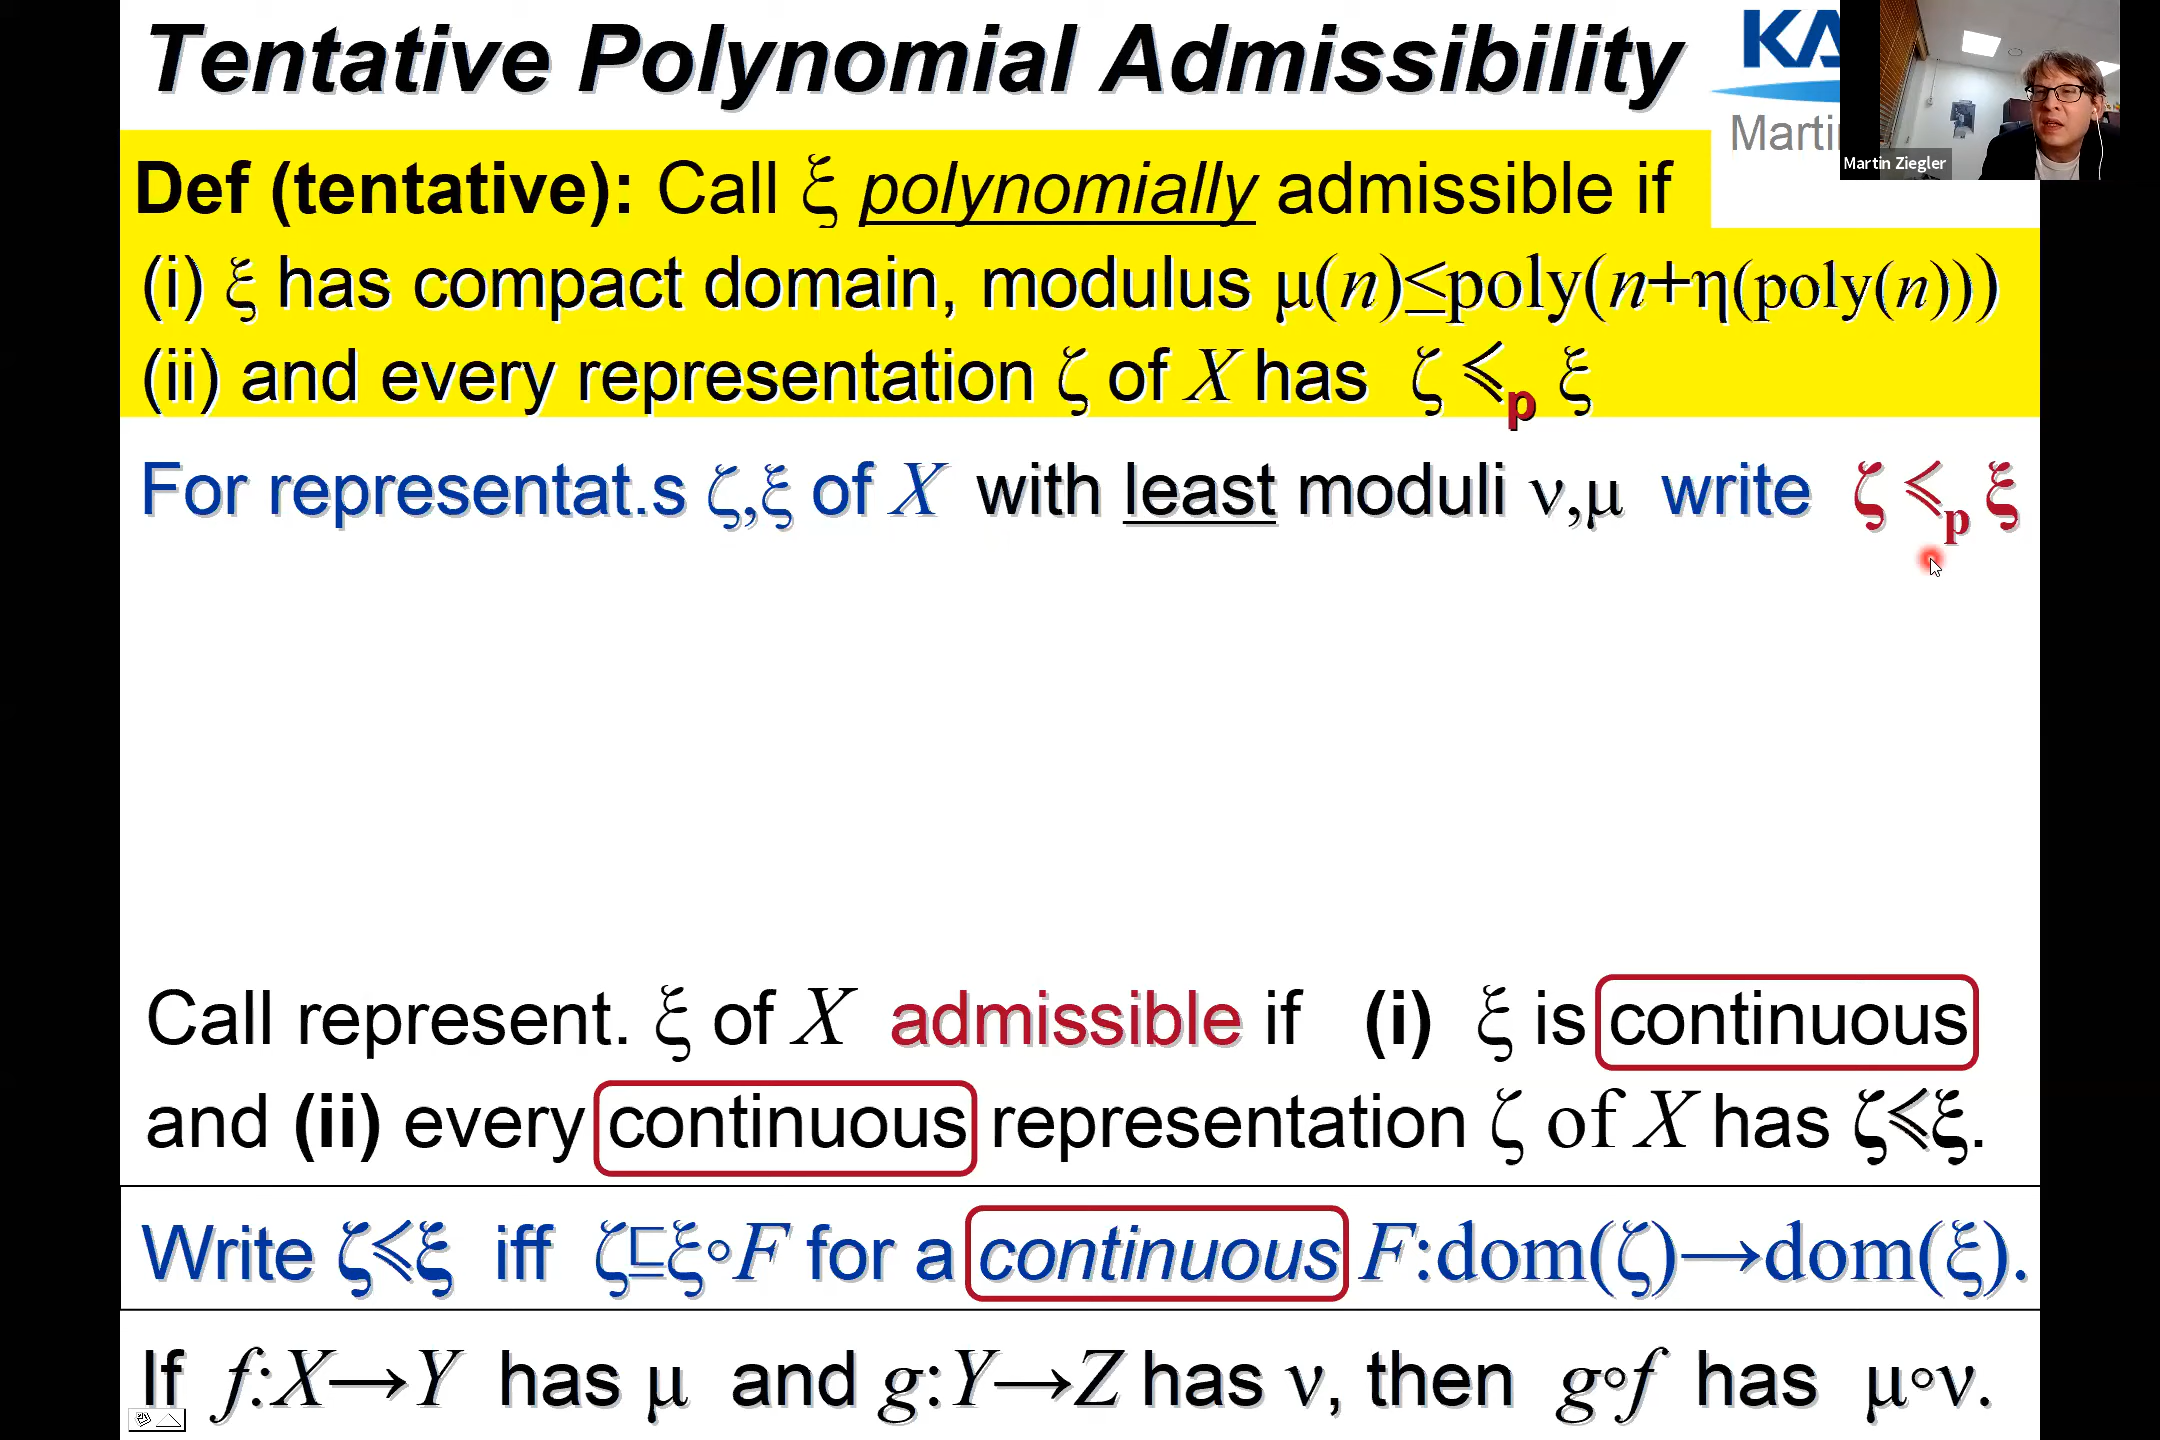 Tentative Polynomial Admissibility
KA
Marti
Martin Ziegler
Def (tentative): Call ξ polynomially admissible if
(i) ξ has compact domain, modulus μ(n)≤poly(n+η(poly(n)))
(ii) and every representation ζ of X has ζ ≼p ξ
For representat.s ζ,ξ of X with least moduli ν,μ write ζ ≼p ξ
Call represent. ξ of X admissible if (i) ξ is continuous
and (ii) every continuous representation ζ of X has ζ≼ξ.
Write ζ≼ξ iff ζ⊑ξ∘F for a continuous F:dom(ζ)→dom(ξ).
If f:X→Y has μ and g:Y→Z has ν, then g∘f has μ∘ν.